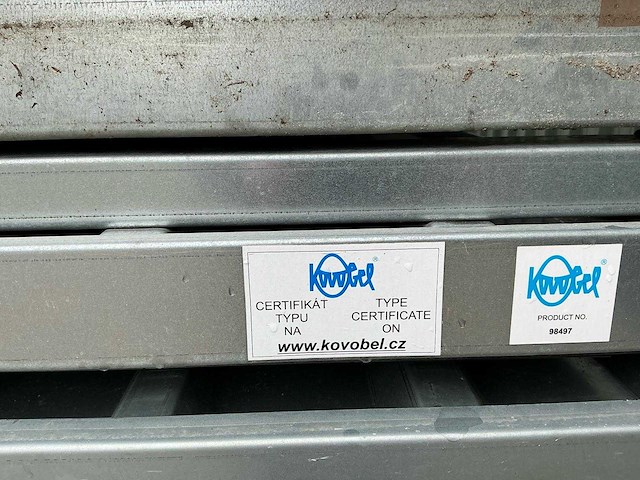 Kovobel®
CERTIFIKÁT
TYPU
NA
TYPE
CERTIFICATE
ON
www.kovobel.cz
Kovobel®
PRODUCT NO.
98497